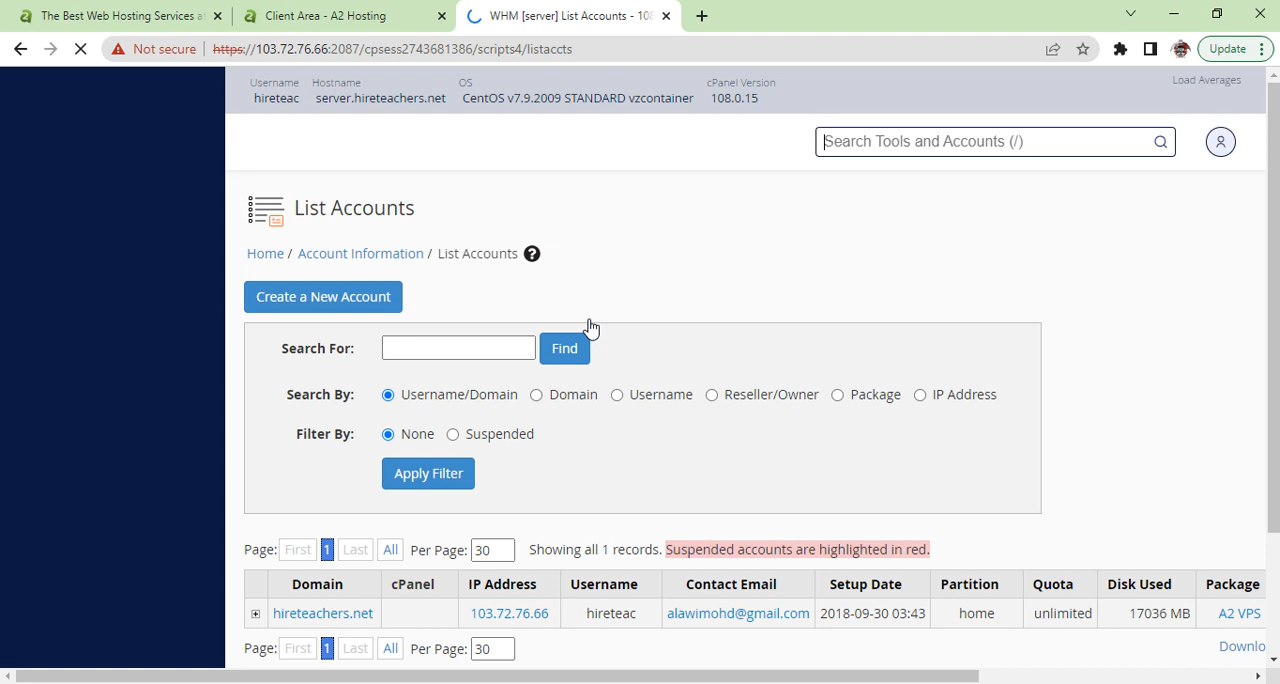 The Best Web Hosting Services a
Client Area - A2 Hosting
WHM [server] List Accounts - 108
Not secure
https://103.72.76.66:2087/cpsess2743681386/scripts4/listaccts
Update
Username Hostname OS cPanel Version Load Averages
hireteac server.hireteachers.net CentOS v7.9.2009 STANDARD vzcontainer 108.0.15
Search Tools and Accounts (/)
List Accounts
Home / Account Information / List Accounts
Create a New Account
Search For: Find
Search By: Username/Domain Domain Username Reseller/Owner Package IP Address
Filter By: None Suspended
Apply Filter
Page: First 1 Last All Per Page: 30 Showing all 1 records. Suspended accounts are highlighted in red.
Domain cPanel IP Address Username Contact Email Setup Date Partition Quota Disk Used Package
hireteachers.net 103.72.76.66 hireteac alawimohd@gmail.com 2018-09-30 03:43 home unlimited 17036 MB A2 VPS
Page: First 1 Last All Per Page: 30 Downlo